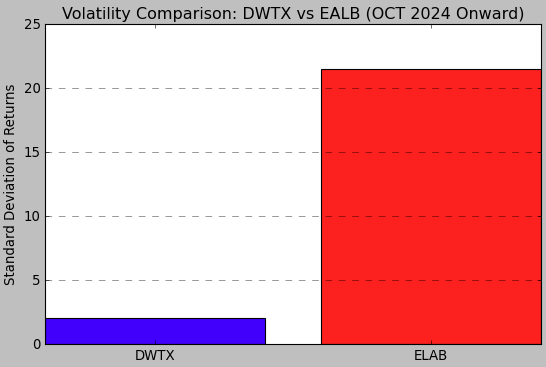 Volatility Comparison: DWTX vs EALB (OCT 2024 Onward)
Standard Deviation of Returns
25
20
15
10
5
0
DWTX
ELAB